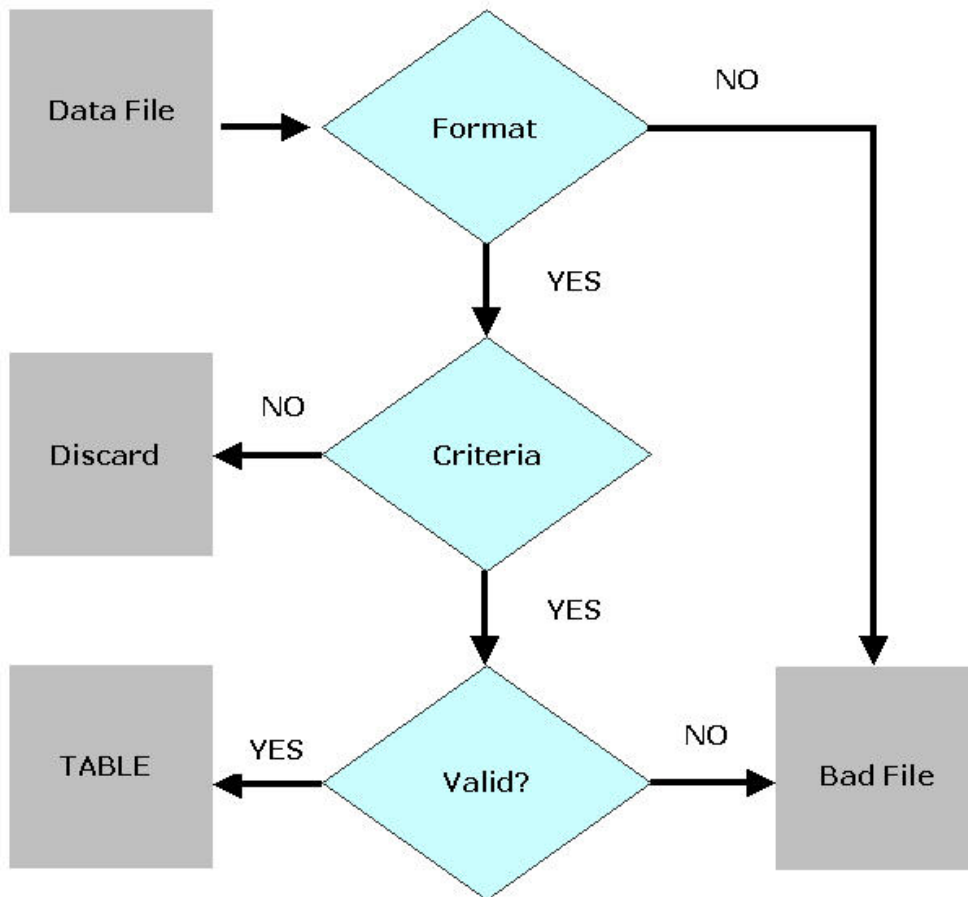 Data File
Format
NO
YES
Discard
NO
Criteria
YES
TABLE
YES
Valid?
NO
Bad File